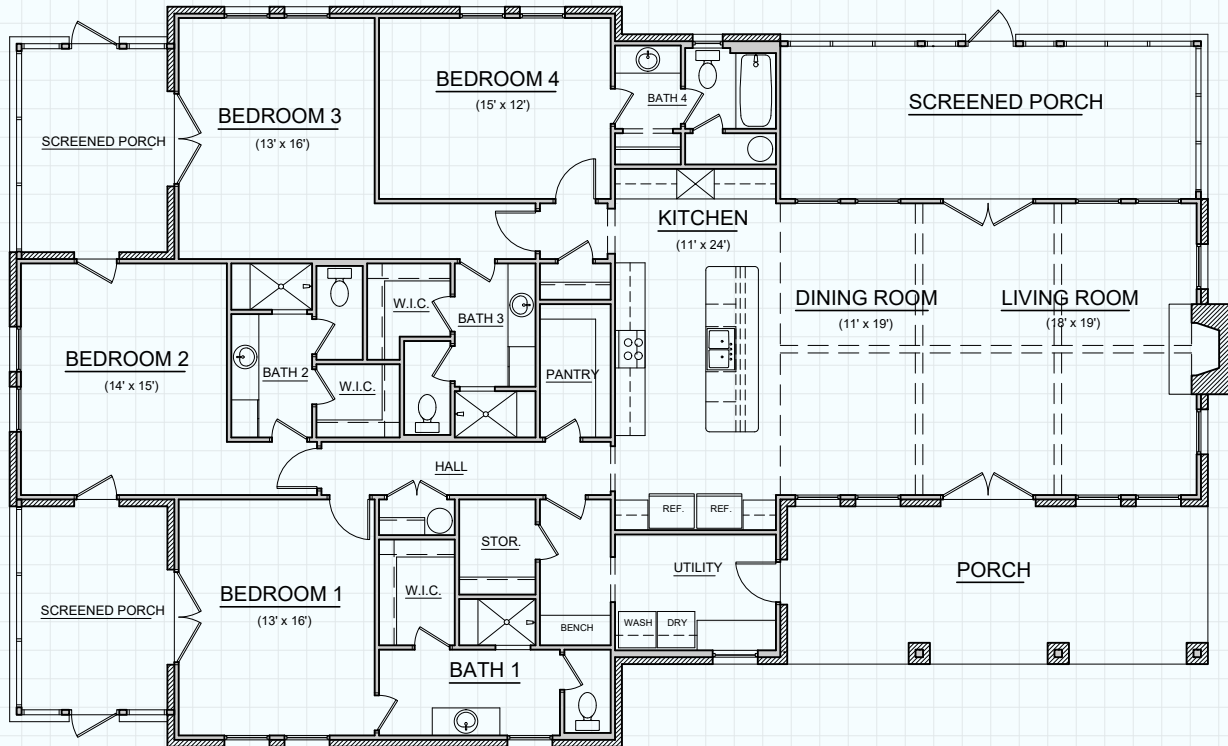 BEDROOM 4
(15' x 12')
BATH 4
SCREENED PORCH
BEDROOM 3
(13' x 16')
SCREENED PORCH
KITCHEN
(11' x 24')
DINING ROOM
(11' x 19')
LIVING ROOM
(18' x 19')
W.I.C.
BATH 3
BEDROOM 2
(14' x 15')
BATH 2
W.I.C.
PANTRY
HALL
REF.
REF.
STOR.
UTILITY
PORCH
W.I.C.
BEDROOM 1
(13' x 16')
SCREENED PORCH
BENCH
WASH
DRY
BATH 1